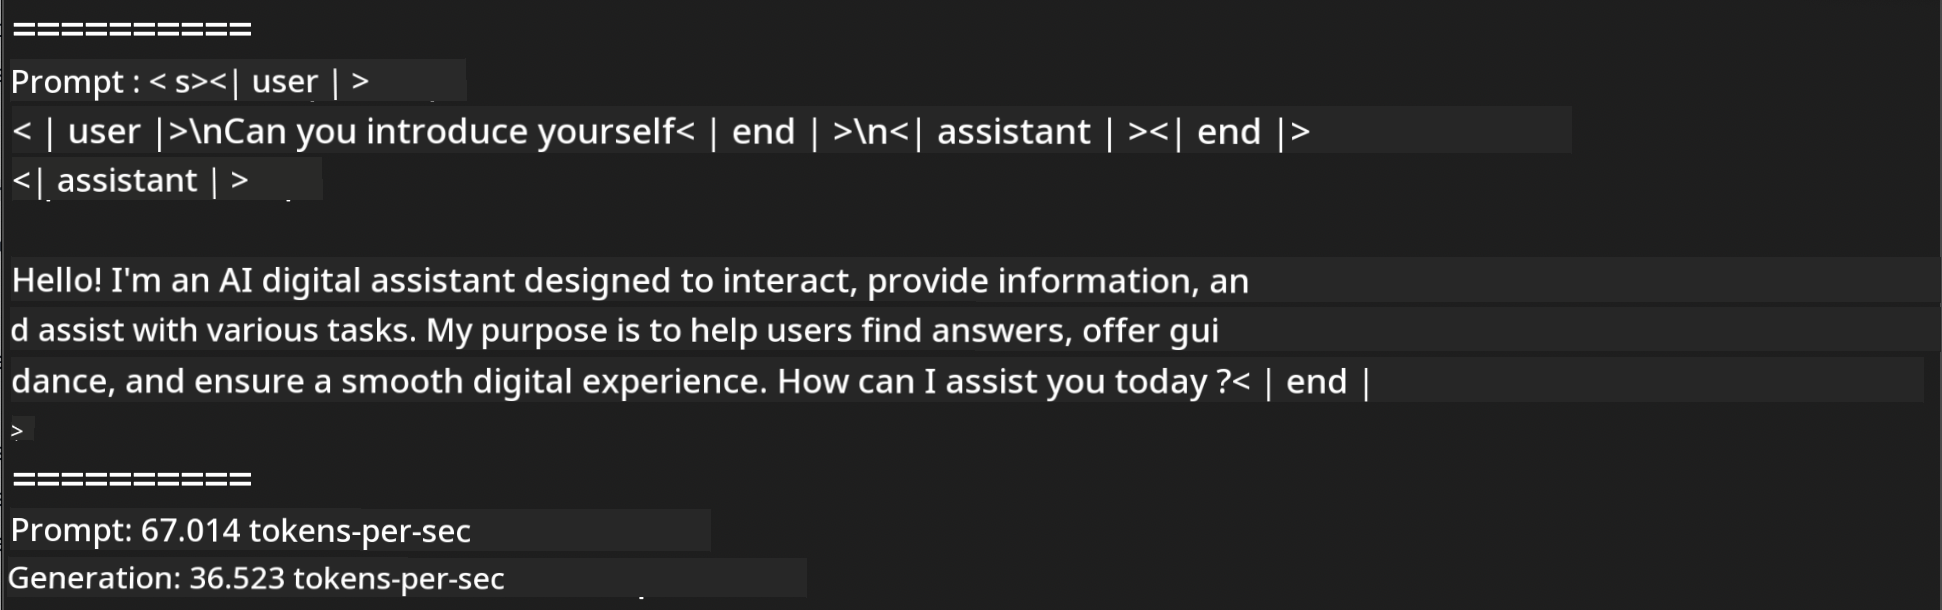 ==========
Prompt : < s><| user | >
< | user |>\nCan you introduce yourself< | end | >\n<| assistant | ><| end |>
<| assistant | >
Hello! I'm an AI digital assistant designed to interact, provide information, an
d assist with various tasks. My purpose is to help users find answers, offer gui
dance, and ensure a smooth digital experience. How can I assist you today ?< | end |
>
==========
Prompt: 67.014 tokens-per-sec
Generation: 36.523 tokens-per-sec